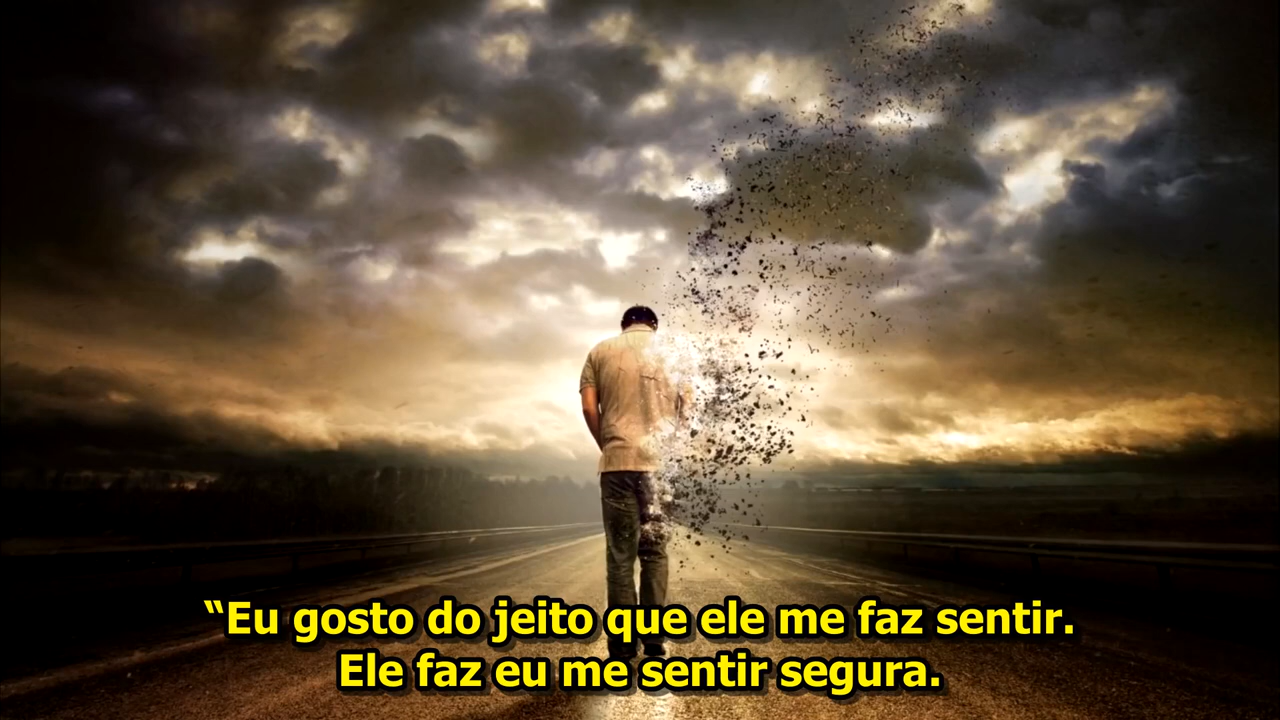 “Eu gosto do jeito que ele me faz sentir.
Ele faz eu me sentir segura.